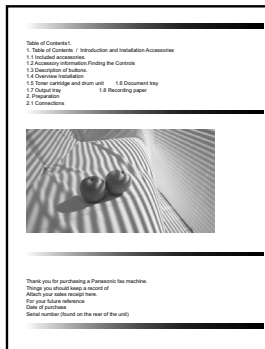 Table of Contents1.
1. Table of Contents / Introduction and Installation Accessories
1.1 Included accessories.
1.2 Accessory information.Finding the Controls
1.3 Description of buttons.
1.4 Overview Installation
1.5 Toner cartridge and drum unit 1.6 Document tray
1.7 Output tray 1.8 Recording paper
2. Preparation
2.1 Connections
Thank you for purchasing a Panasonic fax machine.
Things you should keep a record of
Attach your sales receipt here.
For your future reference
Date of purchase
Serial number (found on the rear of the unit)